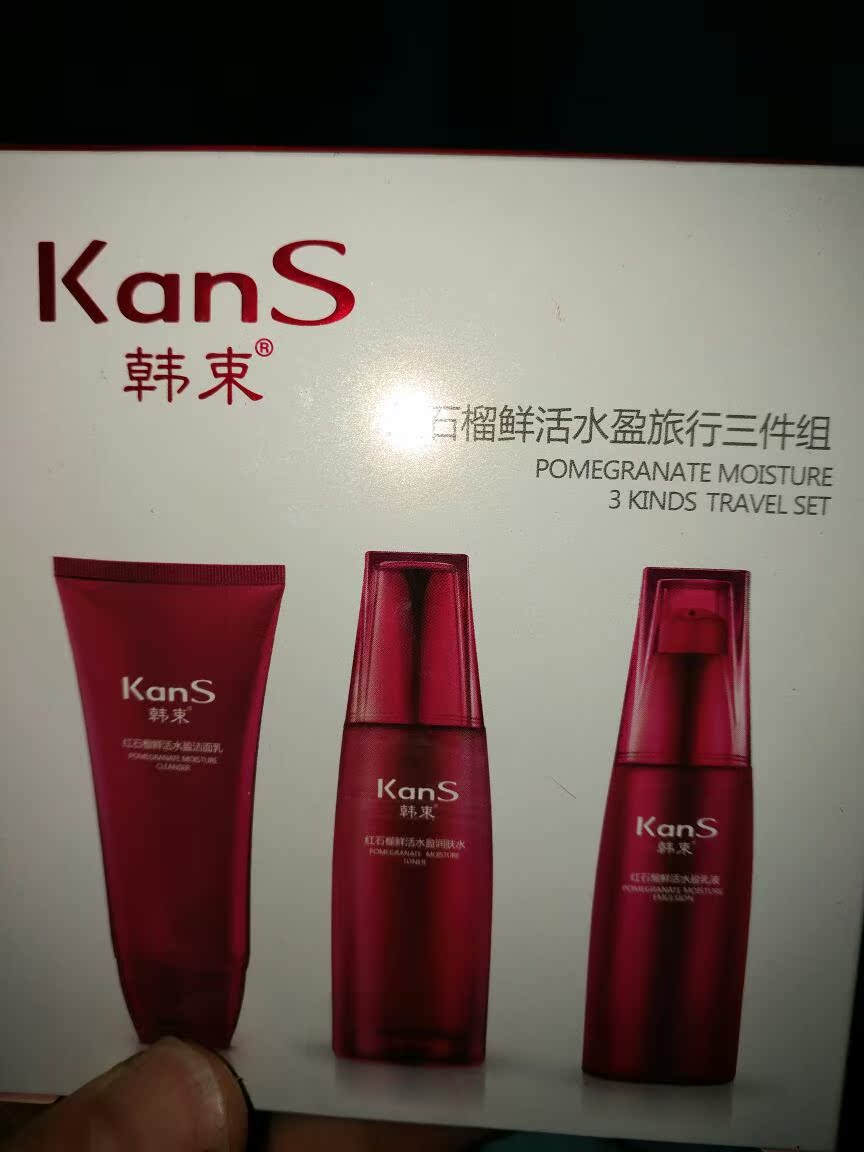 KanS
韩束®
石榴鲜活水盈旅行三件组
POMEGRANATE MOISTURE
3 KINDS TRAVEL SET
KanS
韩束
红石榴鲜活水盈洁面乳
POMEGRANATE MOISTURE
CLEANSER
KanS
韩束
红石榴鲜活水盈润肤水
POMEGRANATE MOISTURE
TONER
KanS
韩束
红石榴鲜活水盈乳液
POMEGRANATE MOISTURE
EMULSION